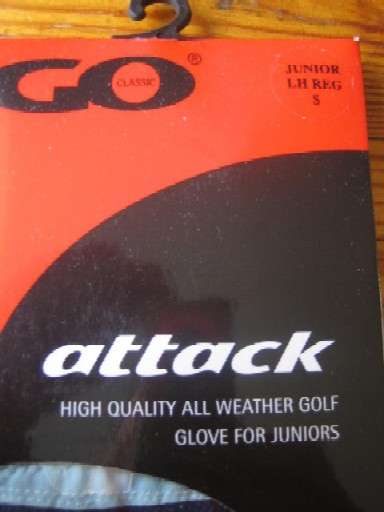 GO
CLASSIC
®
JUNIOR
LH REG
S
attack
HIGH QUALITY ALL WEATHER GOLF
GLOVE FOR JUNIORS